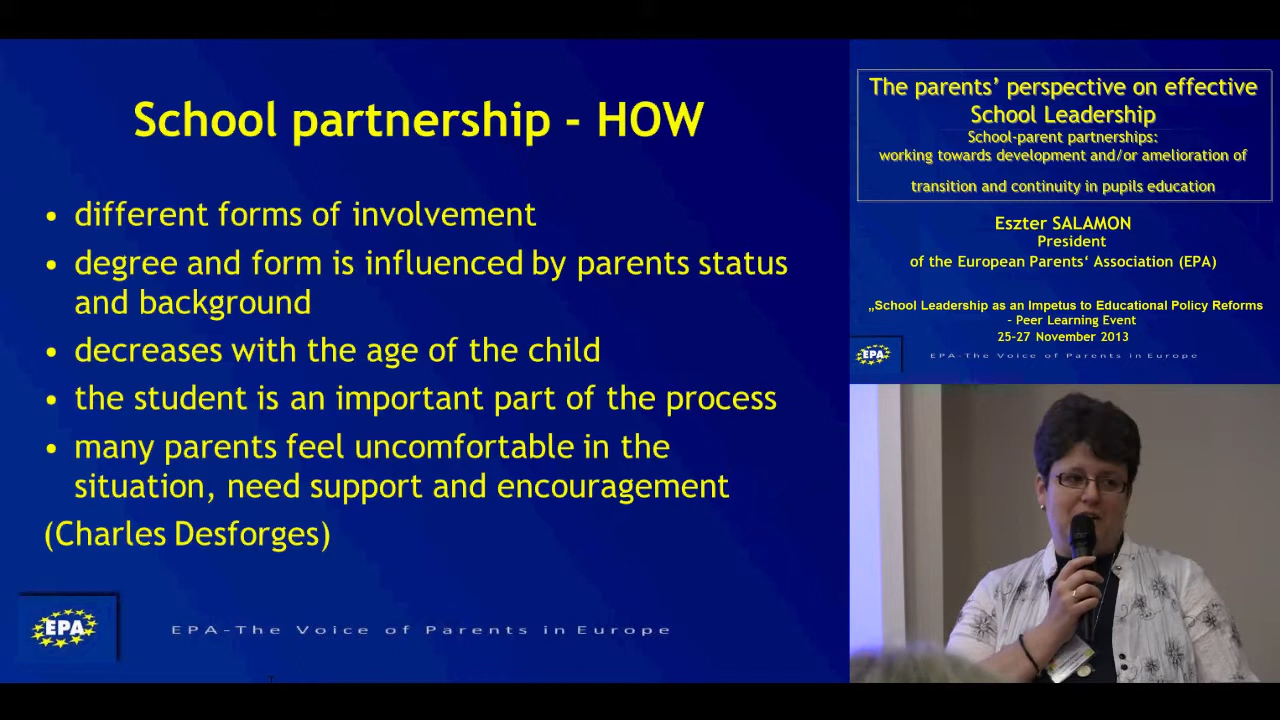 School partnership - HOW
• different forms of involvement
• degree and form is influenced by parents status
and background
• decreases with the age of the child
• the student is an important part of the process
• many parents feel uncomfortable in the
situation, need support and encouragement
(Charles Desforges)
EPA
EPA-The Voice of Parents in Europe
The parents’ perspective on effective
School Leadership
School-parent partnerships:
working towards development and/or amelioration of
transition and continuity in pupils education
Eszter SALAMON
President
of the European Parents‘ Association (EPA)
„School Leadership as an Impetus to Educational Policy Reforms
- Peer Learning Event
25-27 November 2013
EPA
EPA-The Voice of Parents in Europe